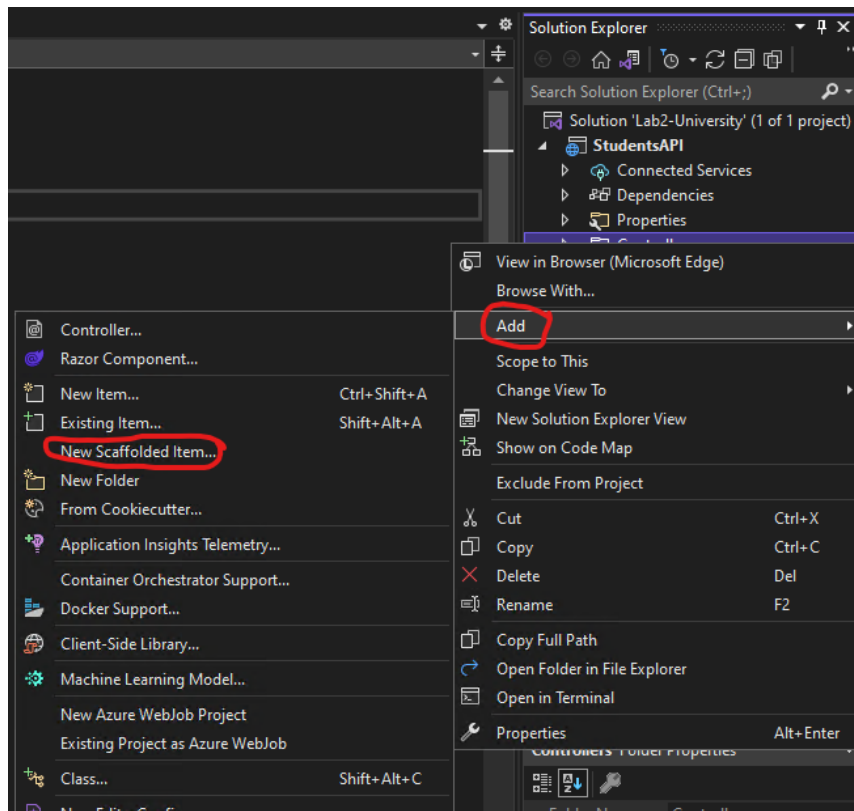 Solution Explorer
Search Solution Explorer (Ctrl+;)
Solution 'Lab2-University' (1 of 1 project)
StudentsAPI
Connected Services
Dependencies
Properties
View in Browser (Microsoft Edge)
Browse With...
Add
Scope to This
Change View To
New Solution Explorer View
Show on Code Map
Exclude From Project
Cut Ctrl+X
Copy Ctrl+C
Delete Del
Rename F2
Copy Full Path
Open Folder in File Explorer
Open in Terminal
Properties Alt+Enter
Controller...
Razor Component...
New Item... Ctrl+Shift+A
Existing Item... Shift+Alt+A
New Scaffolded Item...
New Folder
From Cookiecutter...
Application Insights Telemetry...
Container Orchestrator Support...
Docker Support...
Client-Side Library...
Machine Learning Model...
New Azure WebJob Project
Existing Project as Azure WebJob
Class... Shift+Alt+C
Controllers Folder Properties